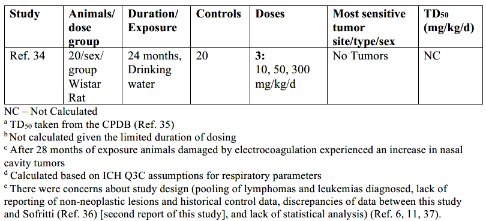 Study Animals/ dose group Duration/ Exposure Controls Doses Most sensitive tumor site/type/sex TD50 (mg/kg/d)
Ref. 34 20/sex/ group Wistar Rat 24 months, Drinking water 20 3: 10, 50, 300 mg/kg/d No Tumors NC
NC – Not Calculated
a TD50 taken from the CPDB (Ref. 35)
b Not calculated given the limited duration of dosing
c After 28 months of exposure animals damaged by electrocoagulation experienced an increase in nasal
cavity tumors
d Calculated based on ICH Q3C assumptions for respiratory parameters
e There were concerns about study design (pooling of lymphomas and leukemias diagnosed, lack of
reporting of non-neoplastic lesions and historical control data, discrepancies of data between this study
and Sofritti (Ref. 36) [second report of this study], and lack of statistical analysis) (Ref. 6, 11, 37).